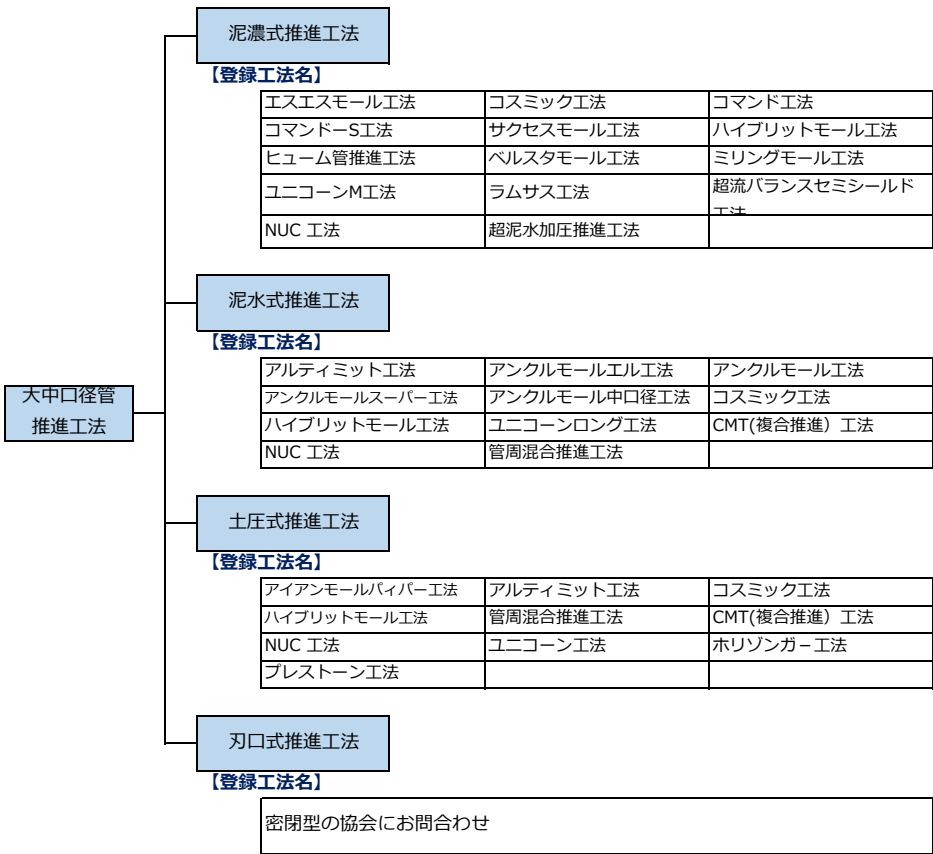 泥濃式推進工法
【登録工法名】
エスエスモール工法 コスミック工法 コマンド工法
コマンドーS工法 サクセスモール工法 ハイブリットモール工法
ヒューム管推進工法 ベルスタモール工法 ミリングモール工法
ユニコーンM工法 ラムサス工法 超流バランスセミシールド
工法
NUC 工法 超泥水加圧推進工法
泥水式推進工法
【登録工法名】
アルティミット工法 アンクルモールエル工法 アンクルモール工法
アンクルモールスーパー工法 アンクルモール中口径工法 コスミック工法
ハイブリットモール工法 ユニコーンロング工法 CMT(複合推進）工法
NUC 工法 管周混合推進工法
大中口径管
推進工法
土圧式推進工法
【登録工法名】
アイアンモールパィパー工法 アルティミット工法 コスミック工法
ハイブリットモール工法 管周混合推進工法 CMT(複合推進）工法
NUC 工法 ユニコーン工法 ホリゾンガ－工法
プレストーン工法
刃口式推進工法
【登録工法名】
密閉型の協会にお問合わせ